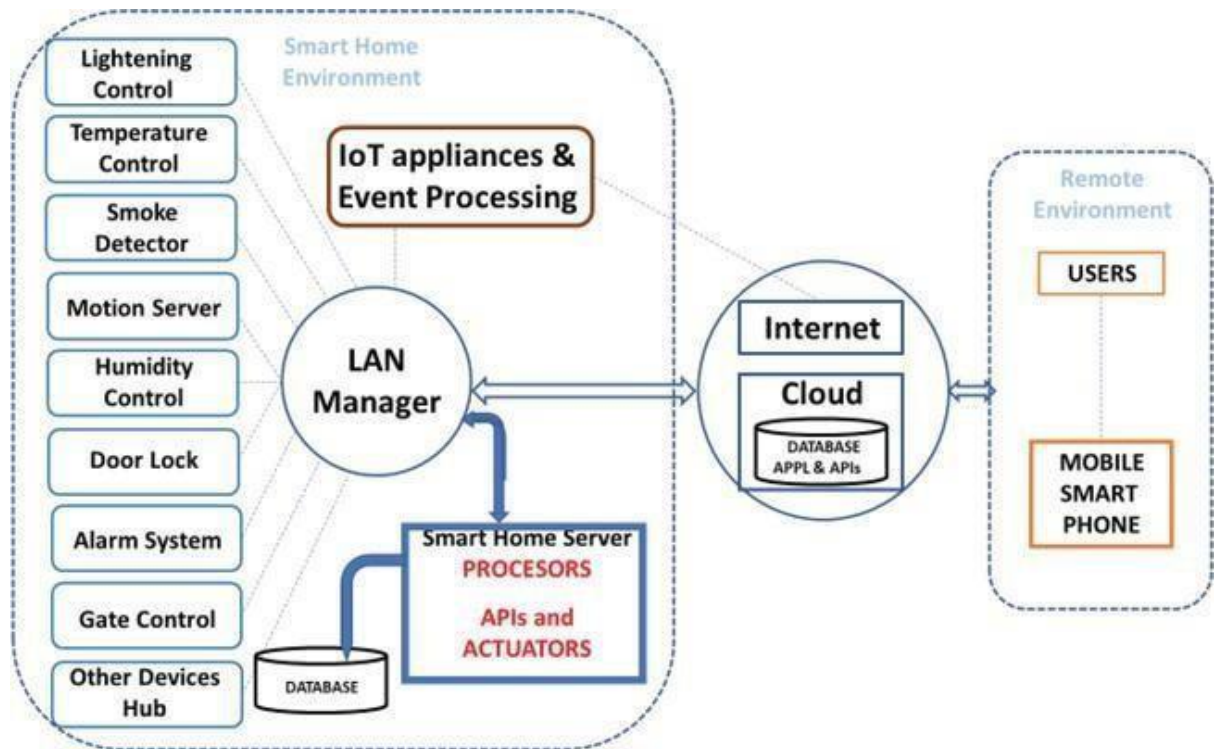 Smart Home
Environment
Lightening
Control
Temperature
Control
Smoke
Detector
Motion Server
Humidity
Control
Door Lock
Alarm System
Gate Control
Other Devices
Hub
IoT appliances &
Event Processing
LAN
Manager
Smart Home Server
PROCESORS
APIs and
ACTUATORS
DATABASE
Internet
Cloud
DATABASE
APPL & APIs
Remote
Environment
USERS
MOBILE
SMART
PHONE